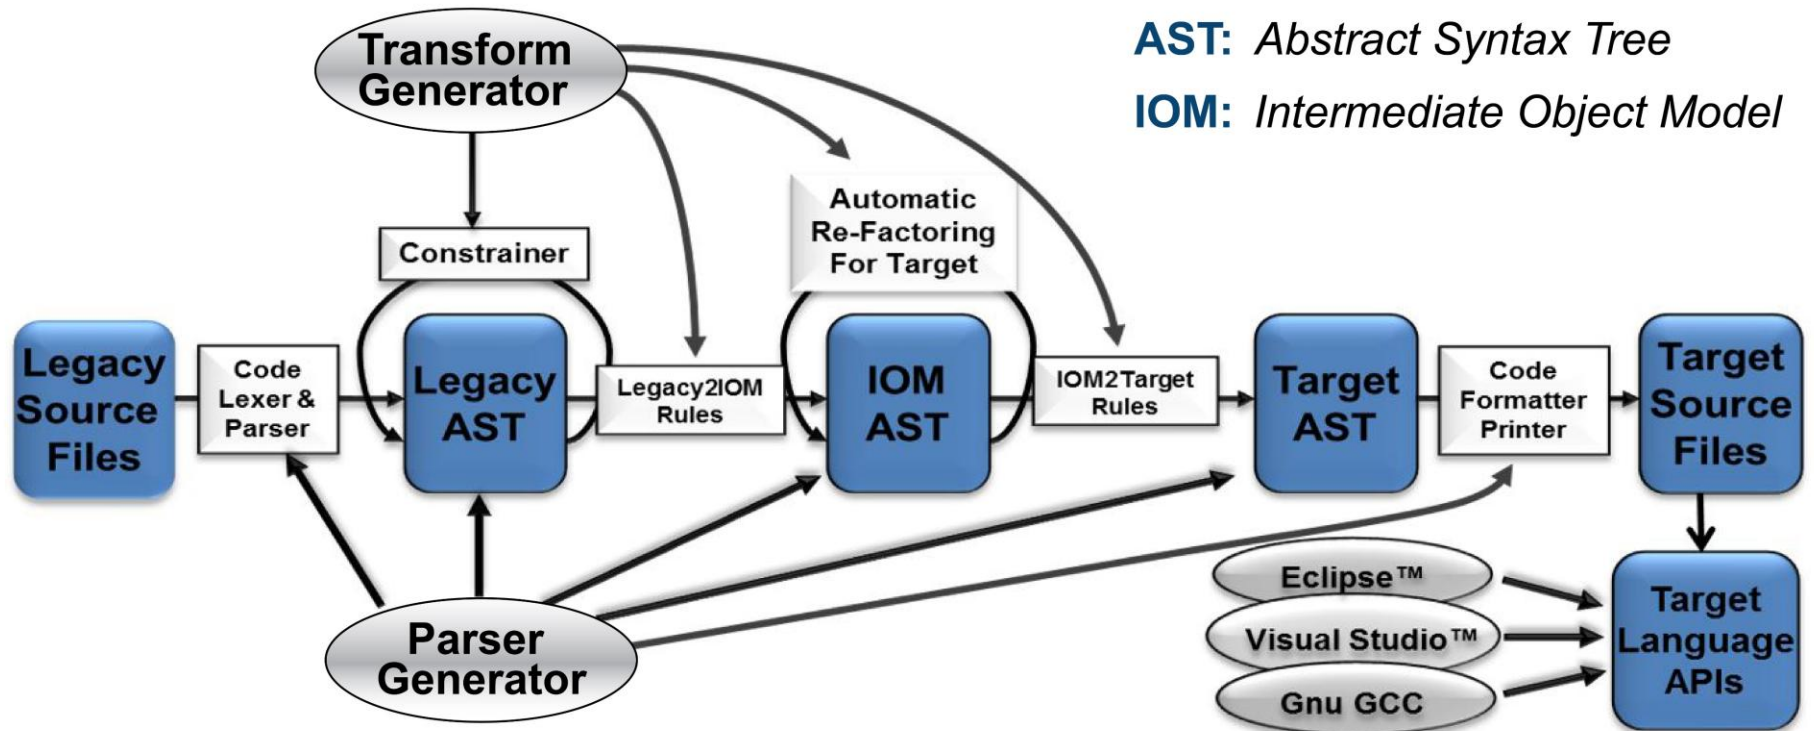 Transform
Generator
AST: Abstract Syntax Tree
IOM: Intermediate Object Model
Constrainer
Automatic
Re-Factoring
For Target
Legacy
Source
Files
Code
Lexer &
Parser
Legacy
AST
Legacy2IOM
Rules
IOM
AST
IOM2Target
Rules
Target
AST
Code
Formatter
Printer
Target
Source
Files
Parser
Generator
Eclipse™
Visual Studio™
Gnu GCC
Target
Language
APIs